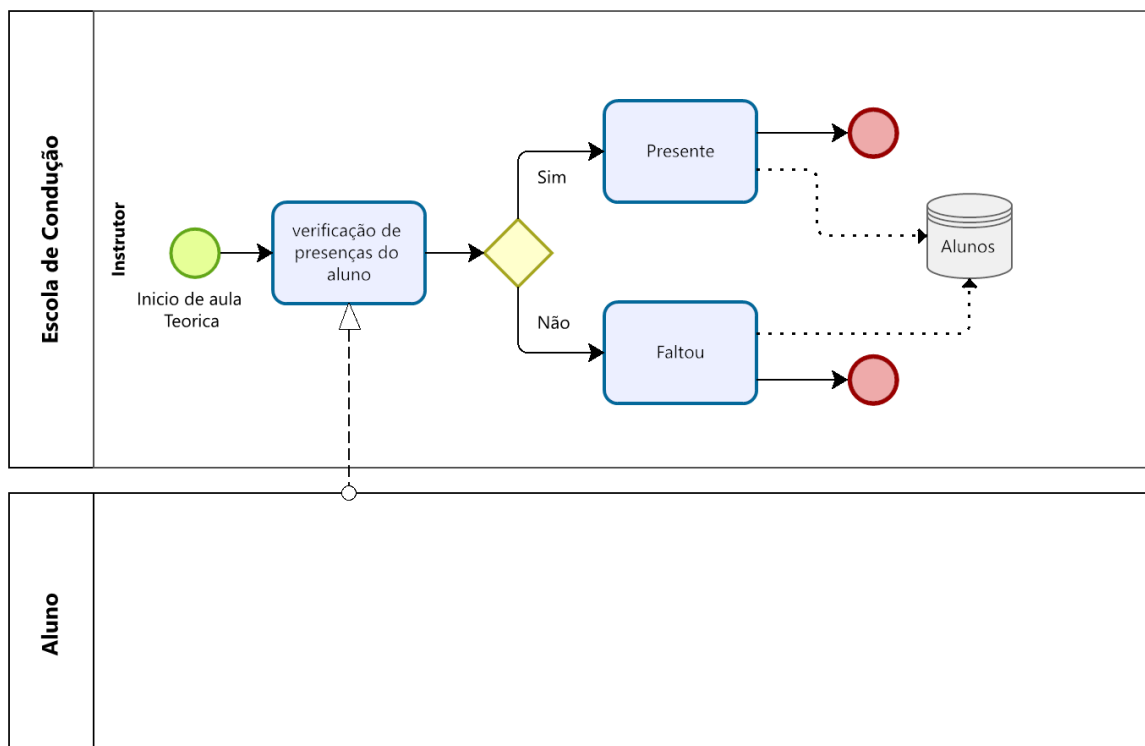 Escola de Condução
Instrutor
Inicio de aula
Teorica
verificação de
presenças do
aluno
Sim
Não
Presente
Faltou
Alunos
Aluno